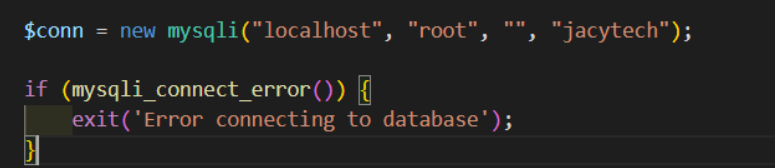 $conn = new mysqli("localhost", "root", "", "jacytech");
if (mysqli_connect_error()) {
exit('Error connecting to database');
}